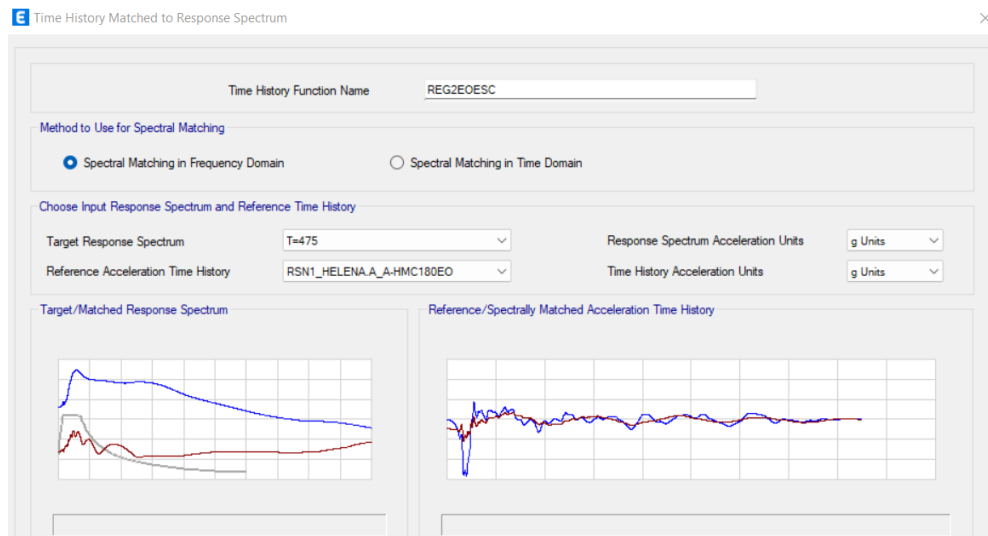 E Time History Matched to Response Spectrum
Time History Function Name REG2EOESC
Method to Use for Spectral Matching
Spectral Matching in Frequency Domain Spectral Matching in Time Domain
Choose Input Response Spectrum and Reference Time History
Target Response Spectrum T=475 Response Spectrum Acceleration Units g Units
Reference Acceleration Time History RSN1_HELENA.A_A-HMC180EO Time History Acceleration Units g Units
Target/Matched Response Spectrum Reference/Spectrally Matched Acceleration Time History